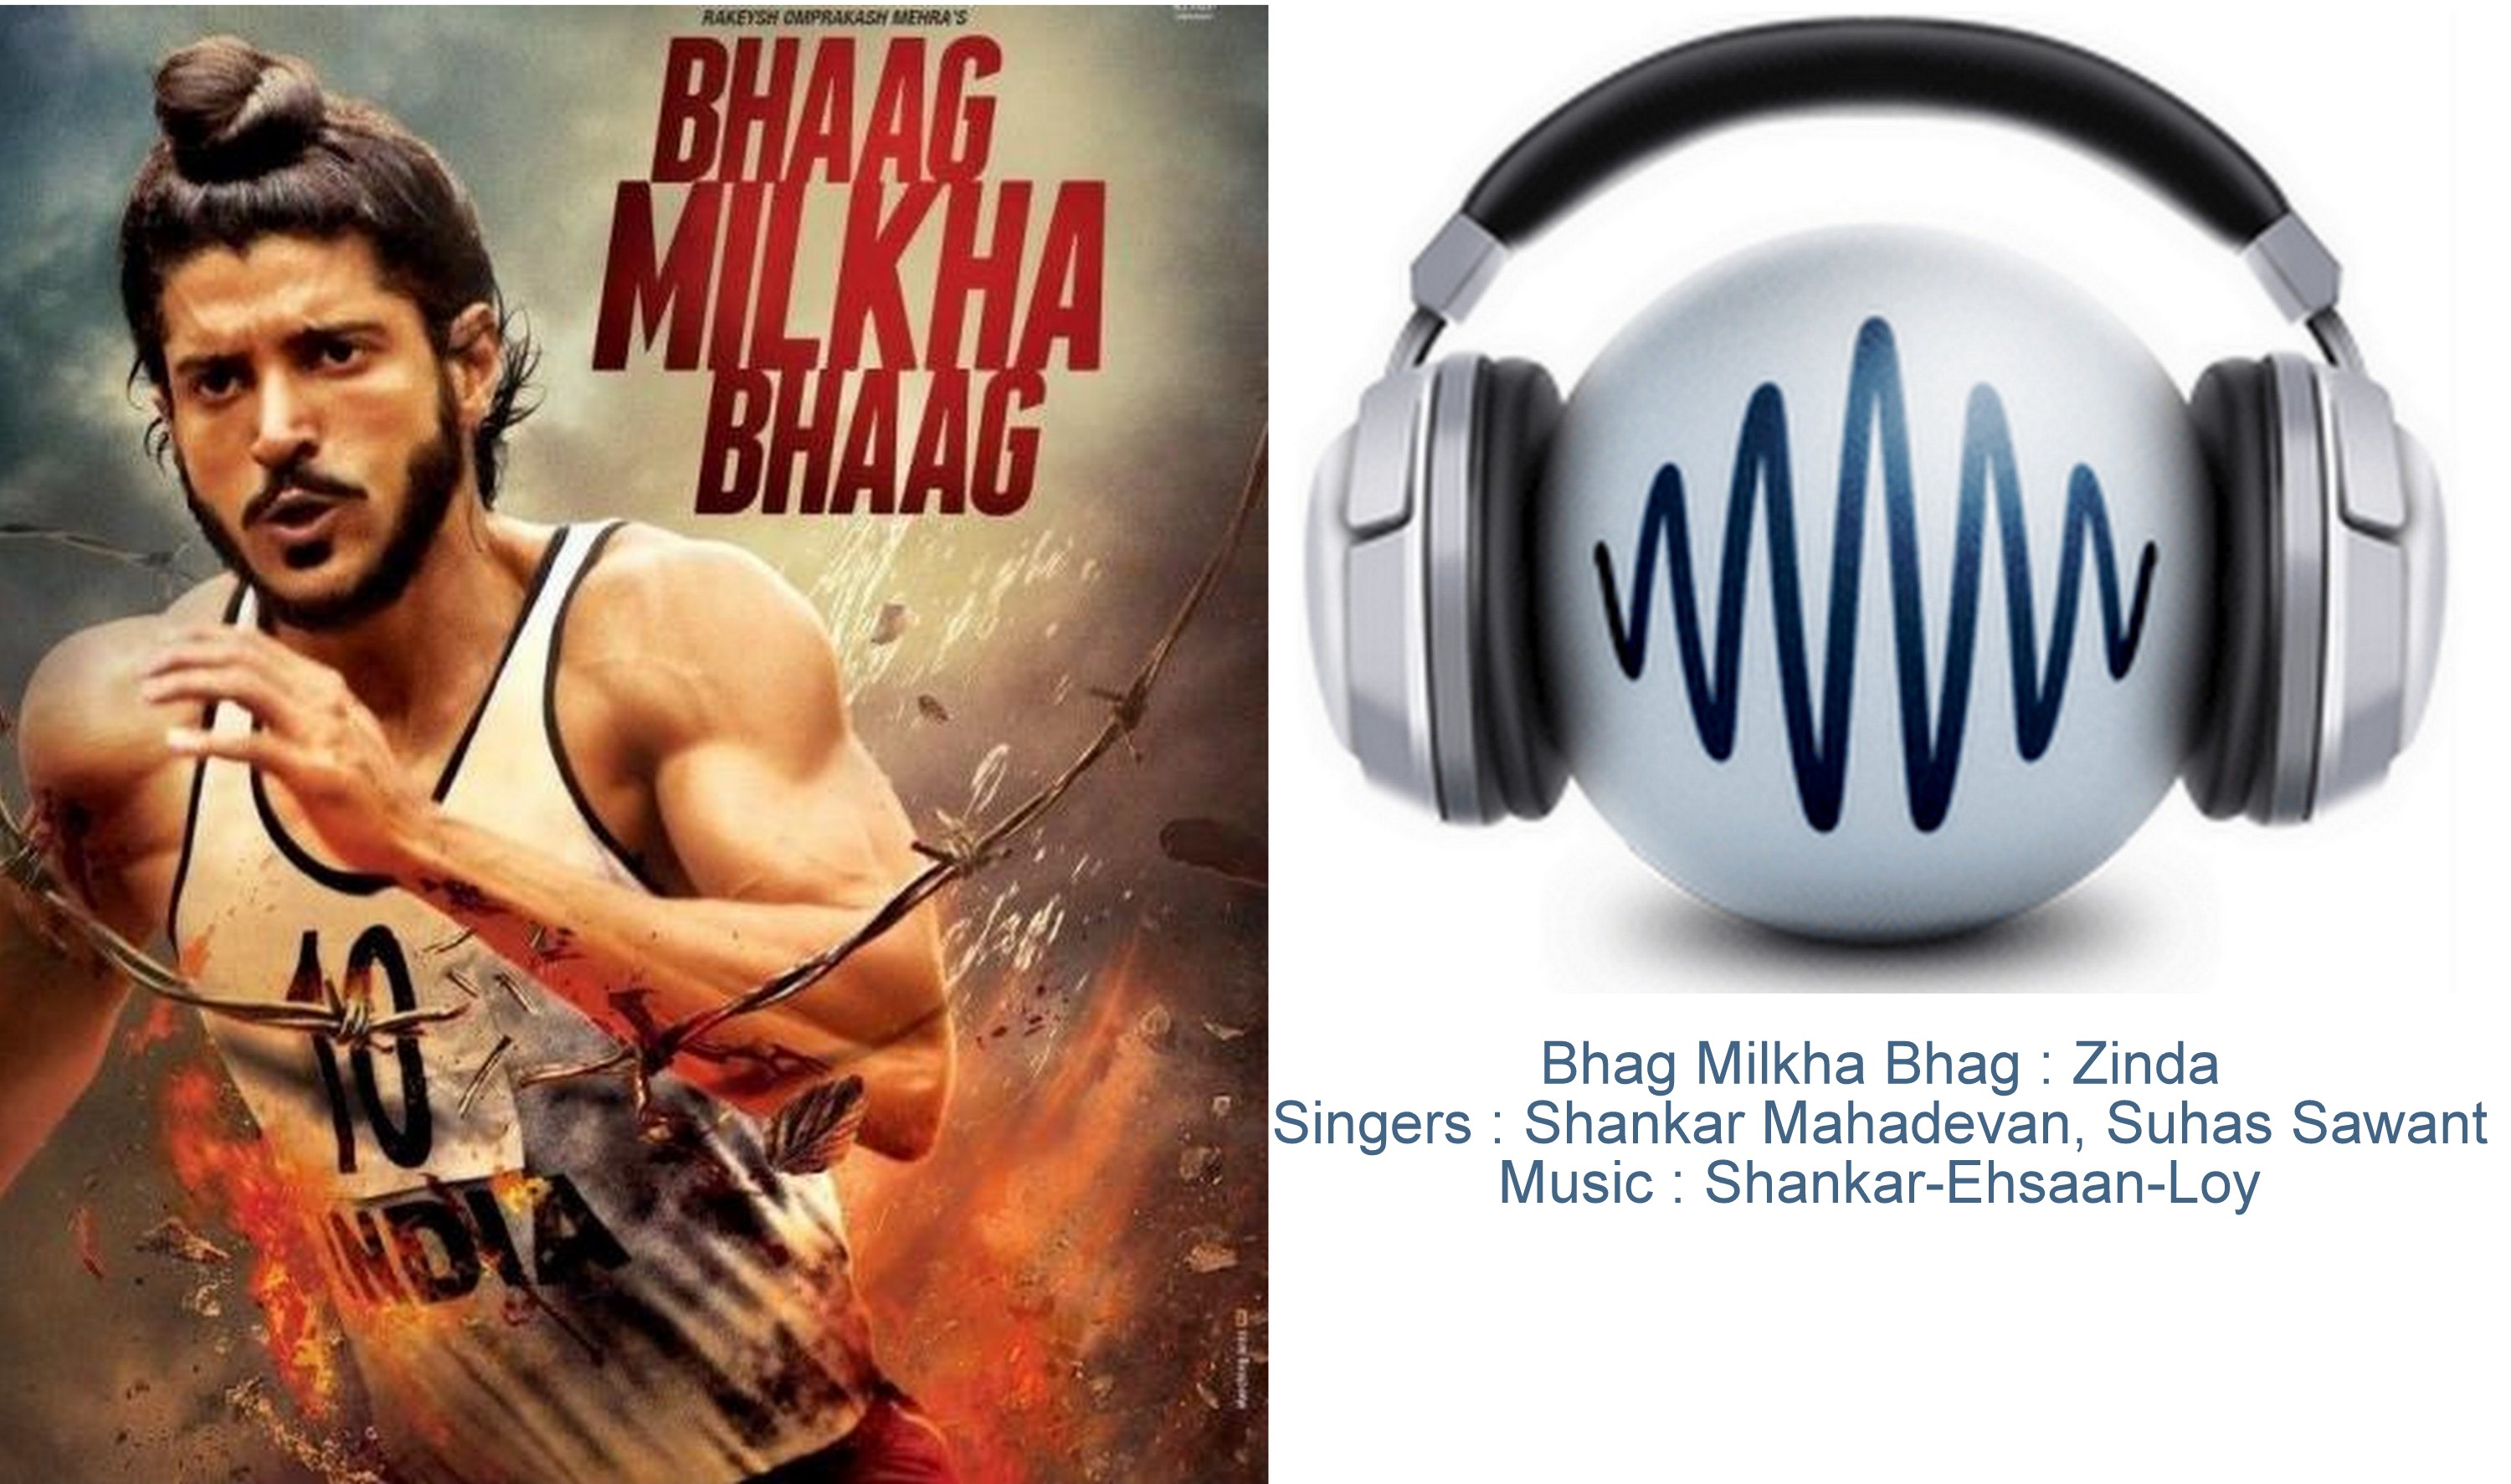 RAKEYSH OMPRAKASH MEHRA'S
BHAAG
MILKHA
BHAAG
10
INDIA
Bhag Milkha Bhag : Zinda
Singers : Shankar Mahadevan, Suhas Sawant
Music : Shankar-Ehsaan-Loy